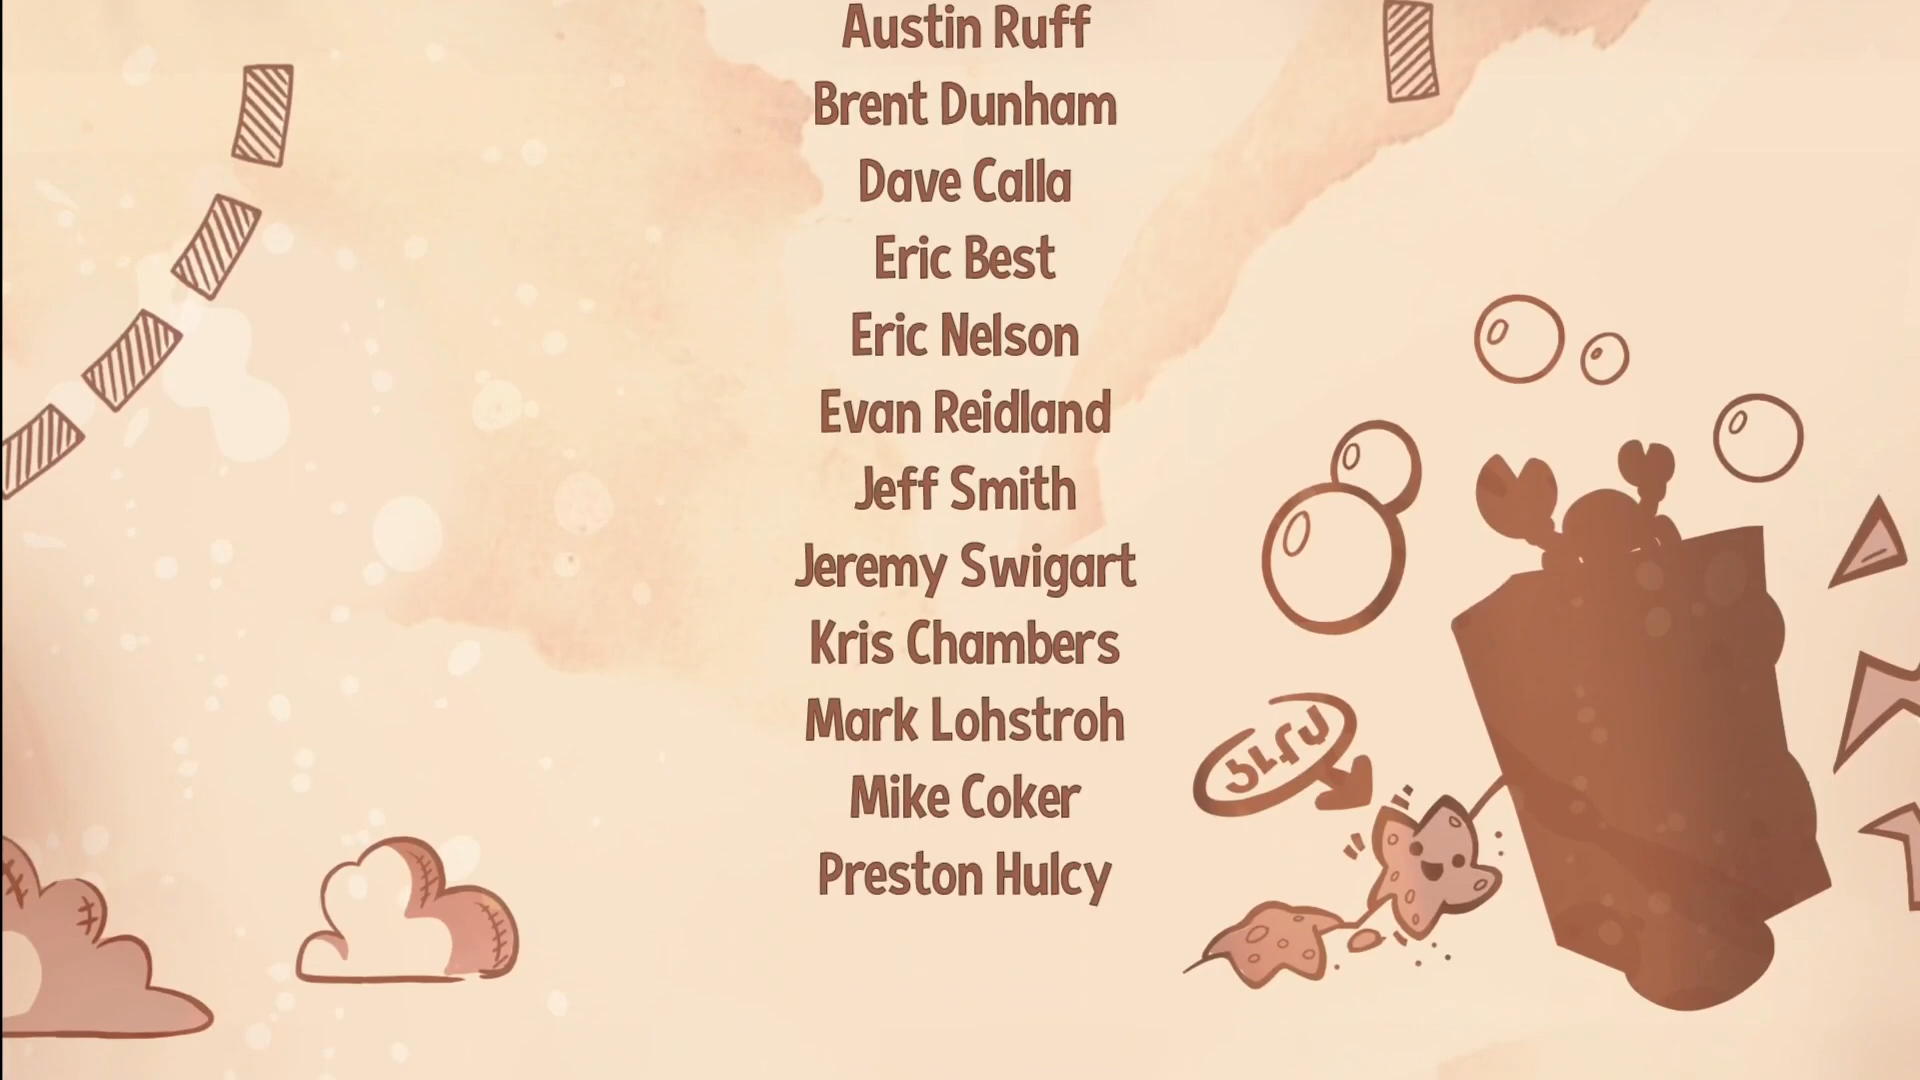 Austin Ruff
Brent Dunham
Dave Calla
Eric Best
Eric Nelson
Evan Reidland
Jeff Smith
Jeremy Swigart
Kris Chambers
Mark Lohstroh
Mike Coker
Preston Hulcy